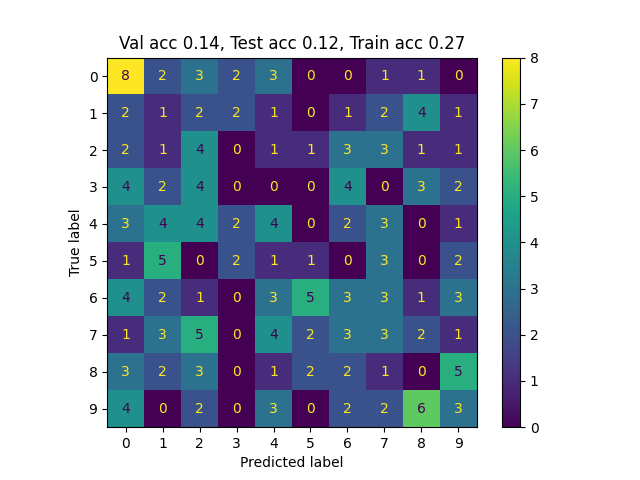 Val acc 0.14, Test acc 0.12, Train acc 0.27
0 8 2 3 2 3 0 0 1 1 0
1 2 1 2 2 1 0 1 2 4 1
2 2 1 4 0 1 1 3 3 1 1
3 4 2 4 0 0 0 4 0 3 2
4 3 4 4 2 4 0 2 3 0 1
5 1 5 0 2 1 1 0 3 0 2
6 4 2 1 0 3 5 3 3 1 3
7 1 3 5 0 4 2 3 3 2 1
8 3 2 3 0 1 2 2 1 0 5
9 4 0 2 0 3 0 2 2 6 3
0 1 2 3 4 5 6 7 8 9
Predicted label
True label
8
7
6
5
4
3
2
1
0